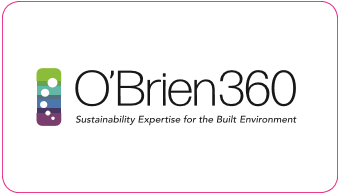 O'Brien360
Sustainability Expertise for the Built Environment